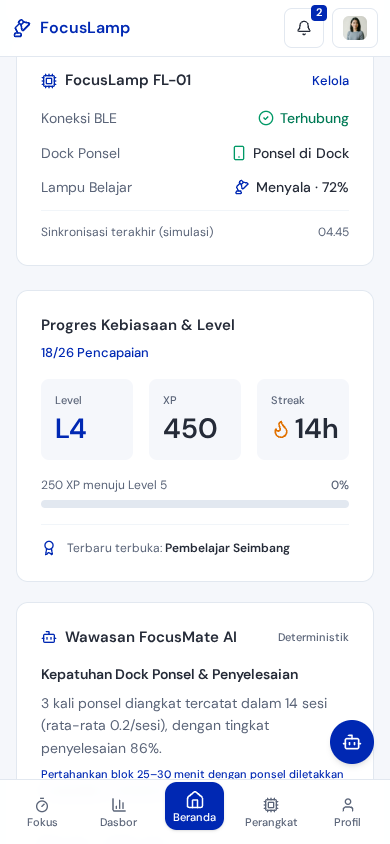 FocusLamp
2
FocusLamp FL-01
Kelola
Koneksi BLE
Terhubung
Dock Ponsel
Ponsel di Dock
Lampu Belajar
Menyala · 72%
Sinkronisasi terakhir (simulasi)
04.45
Progres Kebiasaan & Level
18/26 Pencapaian
Level
XP
Streak
L4
450
14h
250 XP menuju Level 5
0%
Terbaru terbuka: Pembelajar Seimbang
Wawasan FocusMate AI
Deterministik
Kepatuhan Dock Ponsel & Penyelesaian
3 kali ponsel diangkat tercatat dalam 14 sesi
(rata-rata 0.2/sesi), dengan tingkat
penyelesaian 86%.
Pertahankan blok 25–30 menit dengan ponsel diletakkan
Fokus
Dasbor
Beranda
Perangkat
Profil